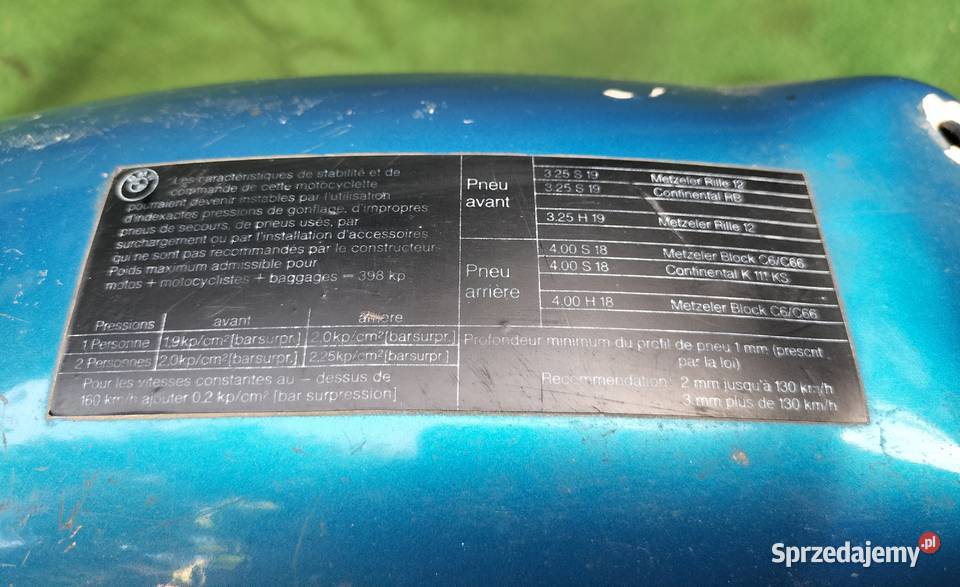 Les caractéristiques de stabilité et de
commande de cette motocyclette
pourraient devenir instables par l'utilisation
d'indexactes pressions de gonflage, d'impropres
pneus de secours, de pneus usés, par
surchargement ou par l'installation d'accessoires
qui ne sont pas recommandés par le constructeur-
Poids maximum admissible pour
motos + motocyclistes + baggages = 398 kp
Pressions avant arrière
1 Personne 1,9kp/cm²[barsurpr.] 2.0kp/cm²[barsurpr.]
2 Personnes 2.0kp/cm²[barsurpr.] 2.25kp/cm²[barsurpr.]
Pour les vitesses constantes au - dessus de
160 km/h ajouter 0.2 kp/cm² [bar surpression]
Pneu
avant
3.25 S 19 Metzeler Rille 12
3.25 S 19 Continental RB
3.25 H 19 Metzeler Rille 12
Pneu
arrière
4.00 S 18 Metzeler Block C6/C66
4.00 S 18 Continental K 111 KS
4.00 H 18 Metzeler Block C6/C66
Profondeur minimum du profil de pneu 1 mm (prescrit
par la loi)
Recommendation: 2 mm jusqu'à 130 km/h
3 mm plus de 130 km/h
Sprzedajemy.pl